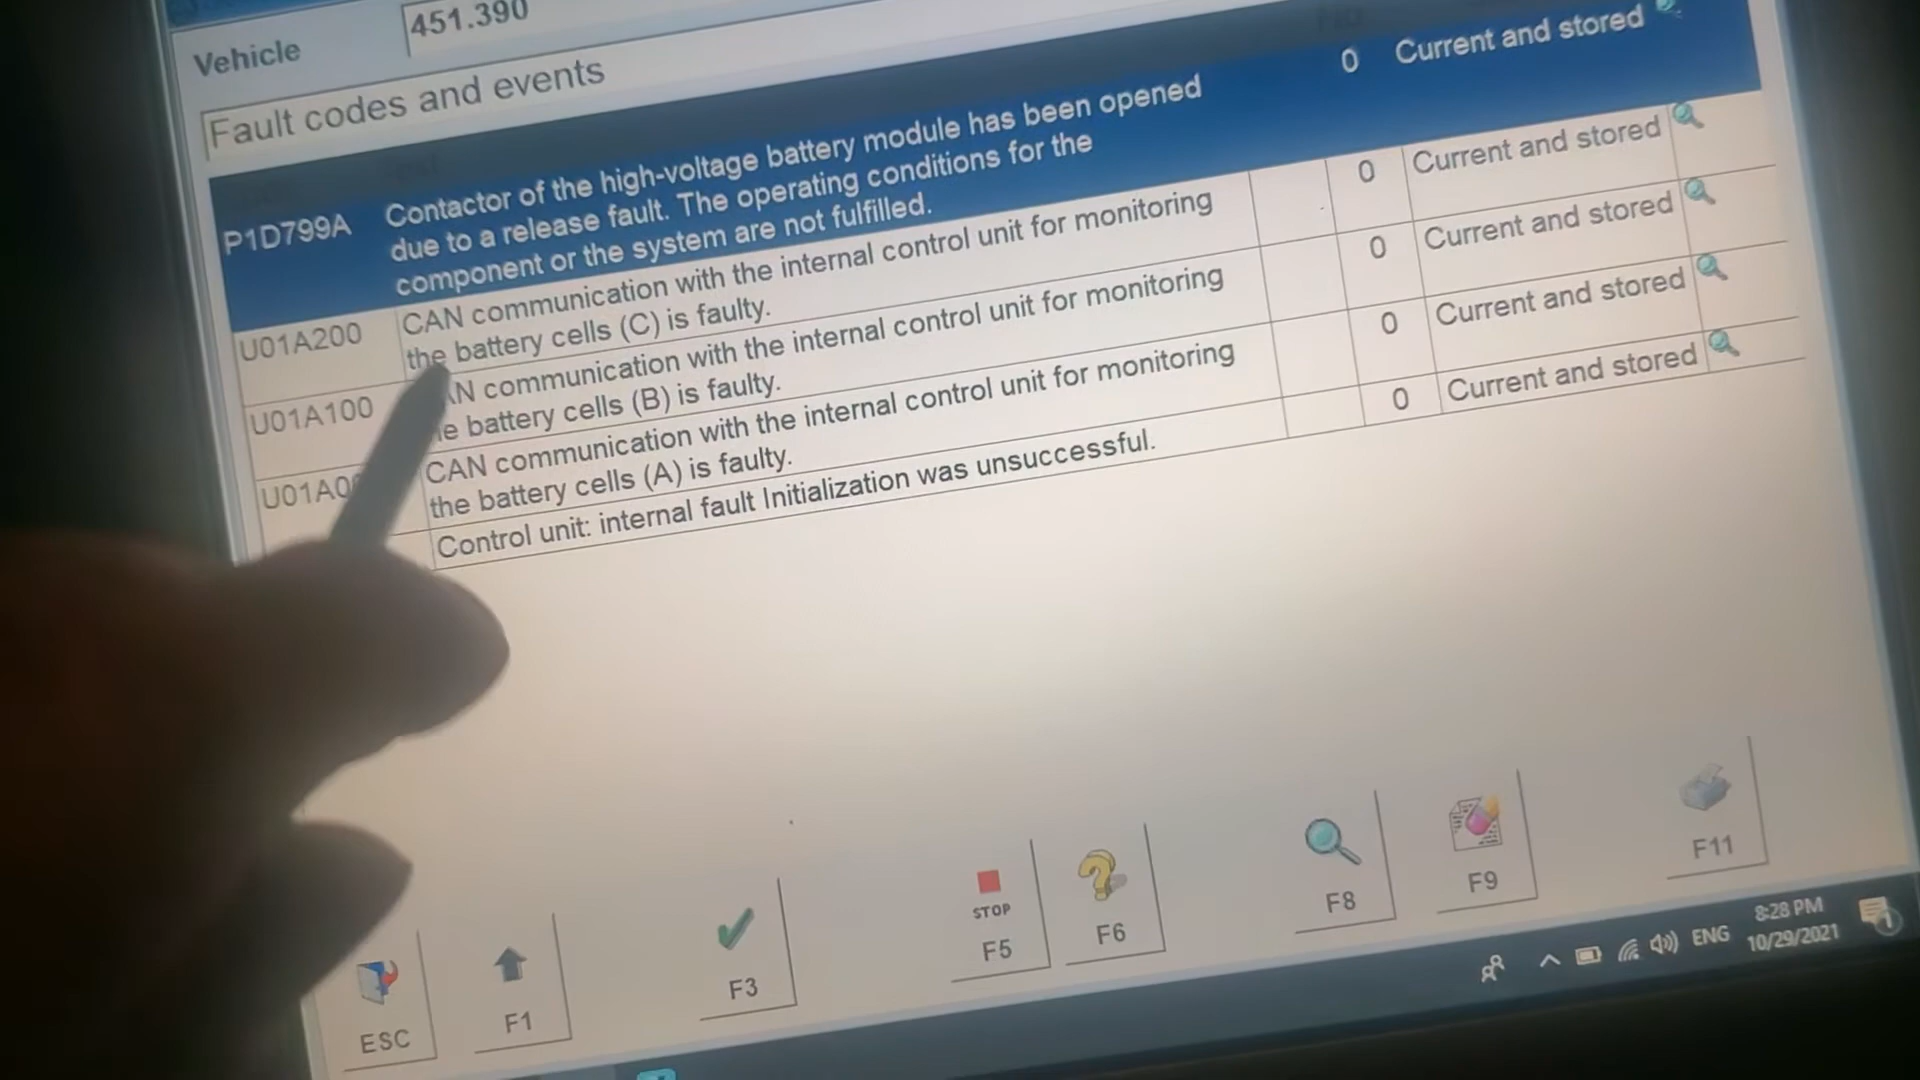 Vehicle 451.390
Fault codes and events
P1D799A Contactor of the high-voltage battery module has been opened 0 Current and stored
due to a release fault. The operating conditions for the
component or the system are not fulfilled.
U01A200 CAN communication with the internal control unit for monitoring 0 Current and stored
the battery cells (C) is faulty.
U01A100 AN communication with the internal control unit for monitoring 0 Current and stored
battery cells (B) is faulty.
U01A0 CAN communication with the internal control unit for monitoring 0 Current and stored
the battery cells (A) is faulty.
Control unit: internal fault Initialization was unsuccessful. 0 Current and stored
ESC
F1
F3
STOP
F5
F6
F8
F9
F11
ENG
8:28 PM
10/29/2021
1